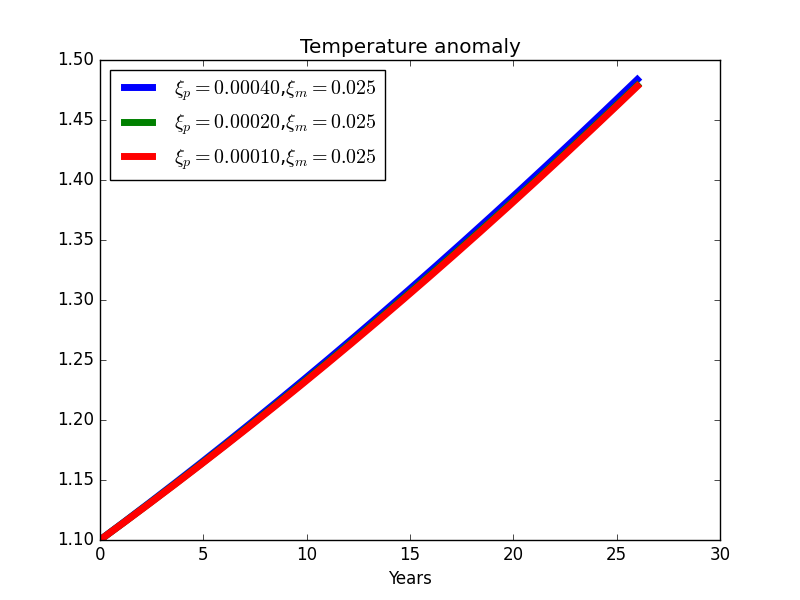 Temperature anomaly
1.50
1.45
1.40
1.35
1.30
1.25
1.20
1.15
1.10
ξp = 0.00040,ξm = 0.025
ξp = 0.00020,ξm = 0.025
ξp = 0.00010,ξm = 0.025
0 5 10 15 20 25 30
Years